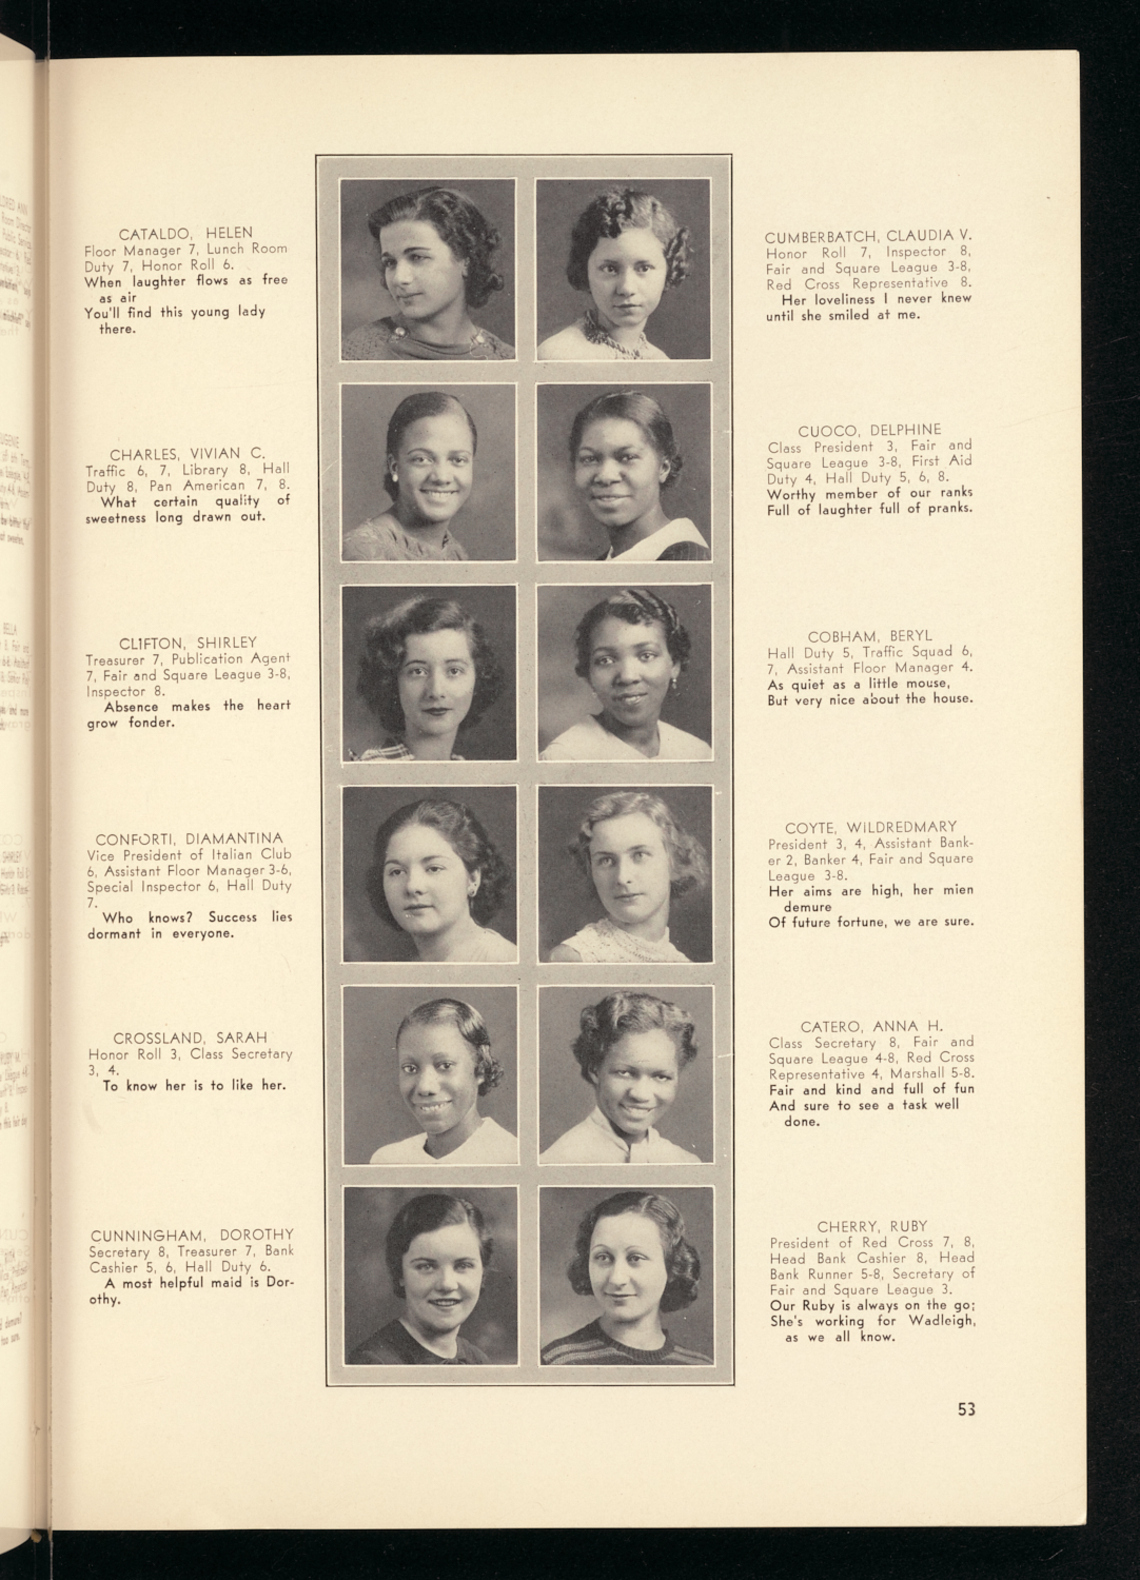 CATALDO, HELEN
Floor Manager 7, Lunch Room
Duty 7, Honor Roll 6.
When laughter flows as free
as air
You'll find this young lady
there.
CHARLES, VIVIAN C.
Traffic 6, 7, Library 8, Hall
Duty 8, Pan American 7, 8.
What certain quality of
sweetness long drawn out.
CLIFTON, SHIRLEY
Treasurer 7, Publication Agent
7, Fair and Square League 3-8,
Inspector 8.
Absence makes the heart
grow fonder.
CONFORTI, DIAMANTINA
Vice President of Italian Club
6, Assistant Floor Manager 3-6,
Special Inspector 6, Hall Duty
7.
Who knows? Success lies
dormant in everyone.
CROSSLAND, SARAH
Honor Roll 3, Class Secretary
3, 4.
To know her is to like her.
CUNNINGHAM, DOROTHY
Secretary 8, Treasurer 7, Bank
Cashier 5, 6, Hall Duty 6.
A most helpful maid is Dor-
othy.
CUMBERBATCH, CLAUDIA V.
Honor Roll 7, Inspector 8,
Fair and Square League 3-8,
Red Cross Representative 8.
Her loveliness I never knew
until she smiled at me.
CUOCO, DELPHINE
Class President 3, Fair and
Square League 3-8, First Aid
Duty 4, Hall Duty 5, 6, 8.
Worthy member of our ranks
Full of laughter full of pranks.
COBHAM, BERYL
Hall Duty 5, Traffic Squad 6,
7, Assistant Floor Manager 4.
As quiet as a little mouse,
But very nice about the house.
COYTE, WILDREDMARY
President 3, 4, Assistant Bank-
er 2, Banker 4, Fair and Square
League 3-8.
Her aims are high, her mien
demure
Of future fortune, we are sure.
CATERO, ANNA H.
Class Secretary 8, Fair and
Square League 4-8, Red Cross
Representative 4, Marshall 5-8.
Fair and kind and full of fun
And sure to see a task well
done.
CHERRY, RUBY
President of Red Cross 7, 8,
Head Bank Cashier 8, Head
Bank Runner 5-8, Secretary of
Fair and Square League 3.
Our Ruby is always on the go;
She's working for Wadleigh,
as we all know.
53